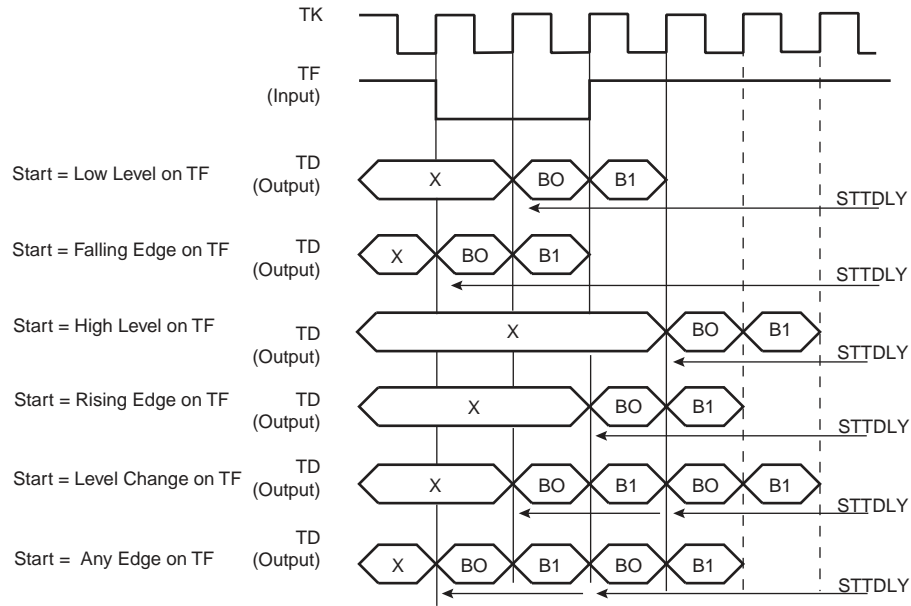 TK
TF
(Input)
Start = Low Level on TF
TD
(Output)
X
BO
B1
STTDLY
Start = Falling Edge on TF
TD
(Output)
X
BO
B1
STTDLY
Start = High Level on TF
TD
(Output)
X
BO
B1
STTDLY
Start = Rising Edge on TF
TD
(Output)
X
BO
B1
STTDLY
Start = Level Change on TF
TD
(Output)
X
BO
B1
BO
B1
STTDLY
Start = Any Edge on TF
TD
(Output)
X
BO
B1
BO
B1
STTDLY